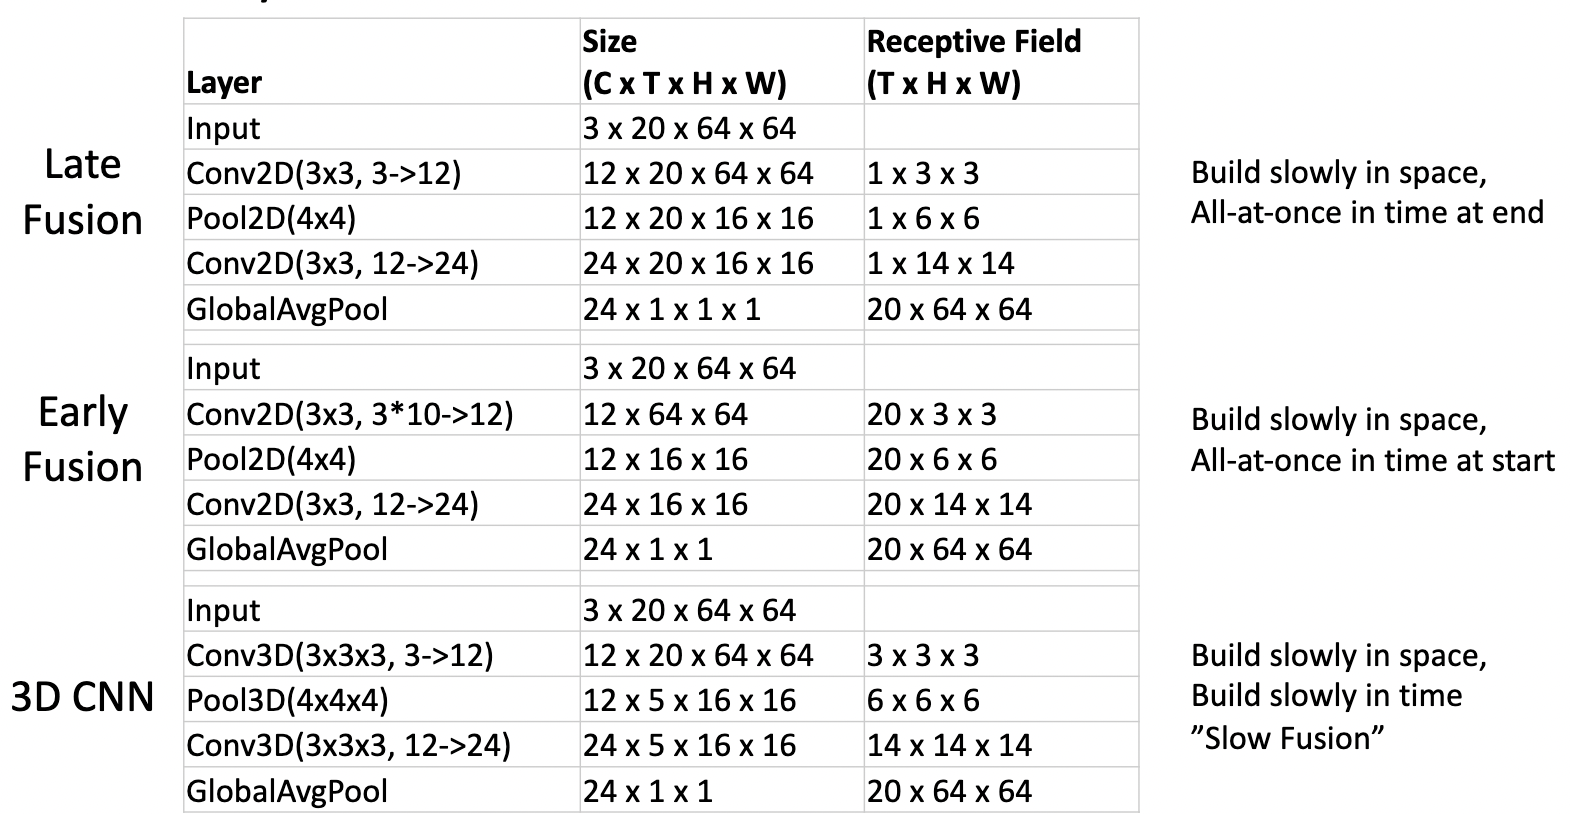 Layer Size (C x T x H x W) Receptive Field (T x H x W)
Late Fusion
Input 3 x 20 x 64 x 64
Conv2D(3x3, 3->12) 12 x 20 x 64 x 64 1 x 3 x 3
Pool2D(4x4) 12 x 20 x 16 x 16 1 x 6 x 6
Conv2D(3x3, 12->24) 24 x 20 x 16 x 16 1 x 14 x 14
GlobalAvgPool 24 x 1 x 1 x 1 20 x 64 x 64
Build slowly in space,
All-at-once in time at end
Early Fusion
Input 3 x 20 x 64 x 64
Conv2D(3x3, 3*10->12) 12 x 64 x 64 20 x 3 x 3
Pool2D(4x4) 12 x 16 x 16 20 x 6 x 6
Conv2D(3x3, 12->24) 24 x 16 x 16 20 x 14 x 14
GlobalAvgPool 24 x 1 x 1 20 x 64 x 64
Build slowly in space,
All-at-once in time at start
3D CNN
Input 3 x 20 x 64 x 64
Conv3D(3x3x3, 3->12) 12 x 20 x 64 x 64 3 x 3 x 3
Pool3D(4x4x4) 12 x 5 x 16 x 16 6 x 6 x 6
Conv3D(3x3x3, 12->24) 24 x 5 x 16 x 16 14 x 14 x 14
GlobalAvgPool 24 x 1 x 1 20 x 64 x 64
Build slowly in space,
Build slowly in time
”Slow Fusion”